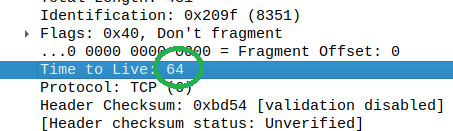 Identification: 0x209f (8351)
Flags: 0x40, Don't fragment
...0 0000 0000 0000 = Fragment Offset: 0
Time to Live: 64
Protocol: TCP (6)
Header Checksum: 0xbd54 [validation disabled]
[Header checksum status: Unverified]